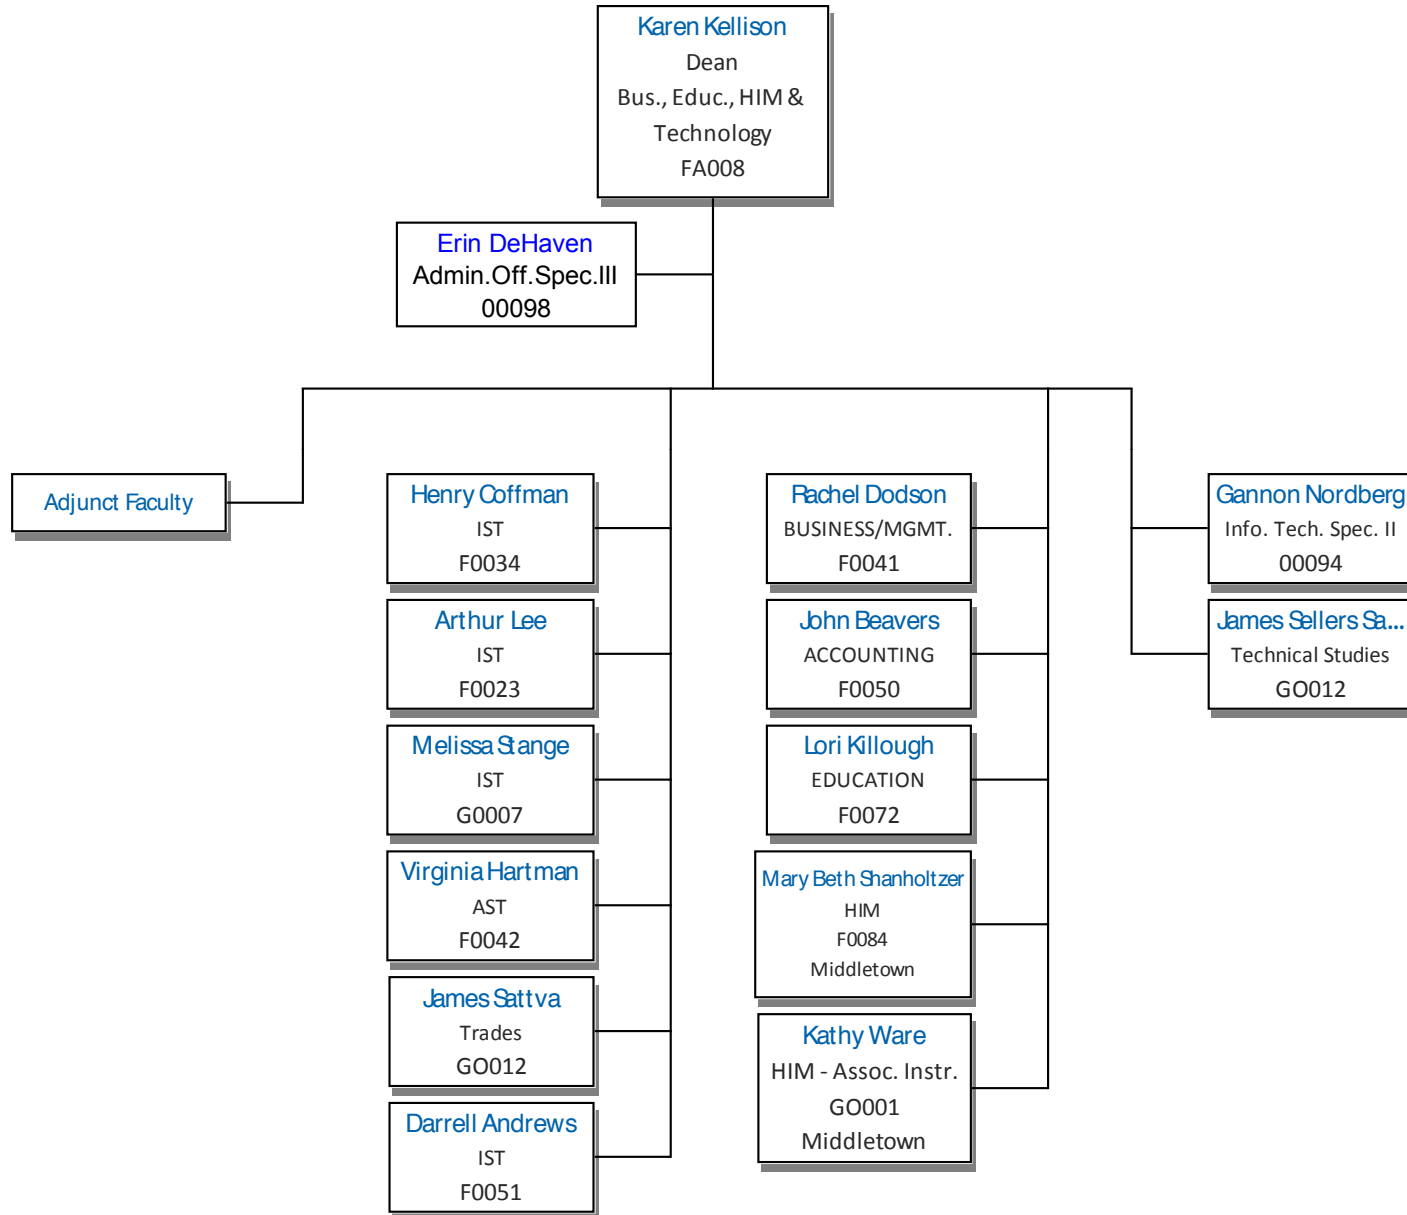 Karen Kellison
Dean
Bus., Educ., HIM &
Technology
FA008
Erin DeHaven
Admin.Off.Spec.III
00098
Adjunct Faculty
Henry Coffman
IST
F0034
Arthur Lee
IST
F0023
Melissa Stange
IST
G0007
Virginia Hartman
AST
F0042
James Sattva
Trades
GO012
Darrell Andrews
IST
F0051
Rachel Dodson
BUSINESS/MGMT.
F0041
John Beavers
ACCOUNTING
F0050
Lori Killough
EDUCATION
F0072
Mary Beth Shanholtzer
HIM
F0084
Middletown
Kathy Ware
HIM - Assoc. Instr.
GO001
Middletown
Gannon Nordberg
Info. Tech. Spec. II
00094
James Sellers Sa...
Technical Studies
GO012